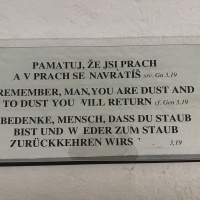 PAMATUJ, ŽE JSI PRACH
A V PRACH SE NAVRÁTÍŠ srv. Gn 3,19
REMEMBER, MAN, YOU ARE DUST AND
TO DUST YOU WILL RETURN cf. Gen 3,19
BEDENKE, MENSCH, DASS DU STAUB
BIST UND WIEDER ZUM STAUB
ZURÜCKKEHREN WIRS 3,19